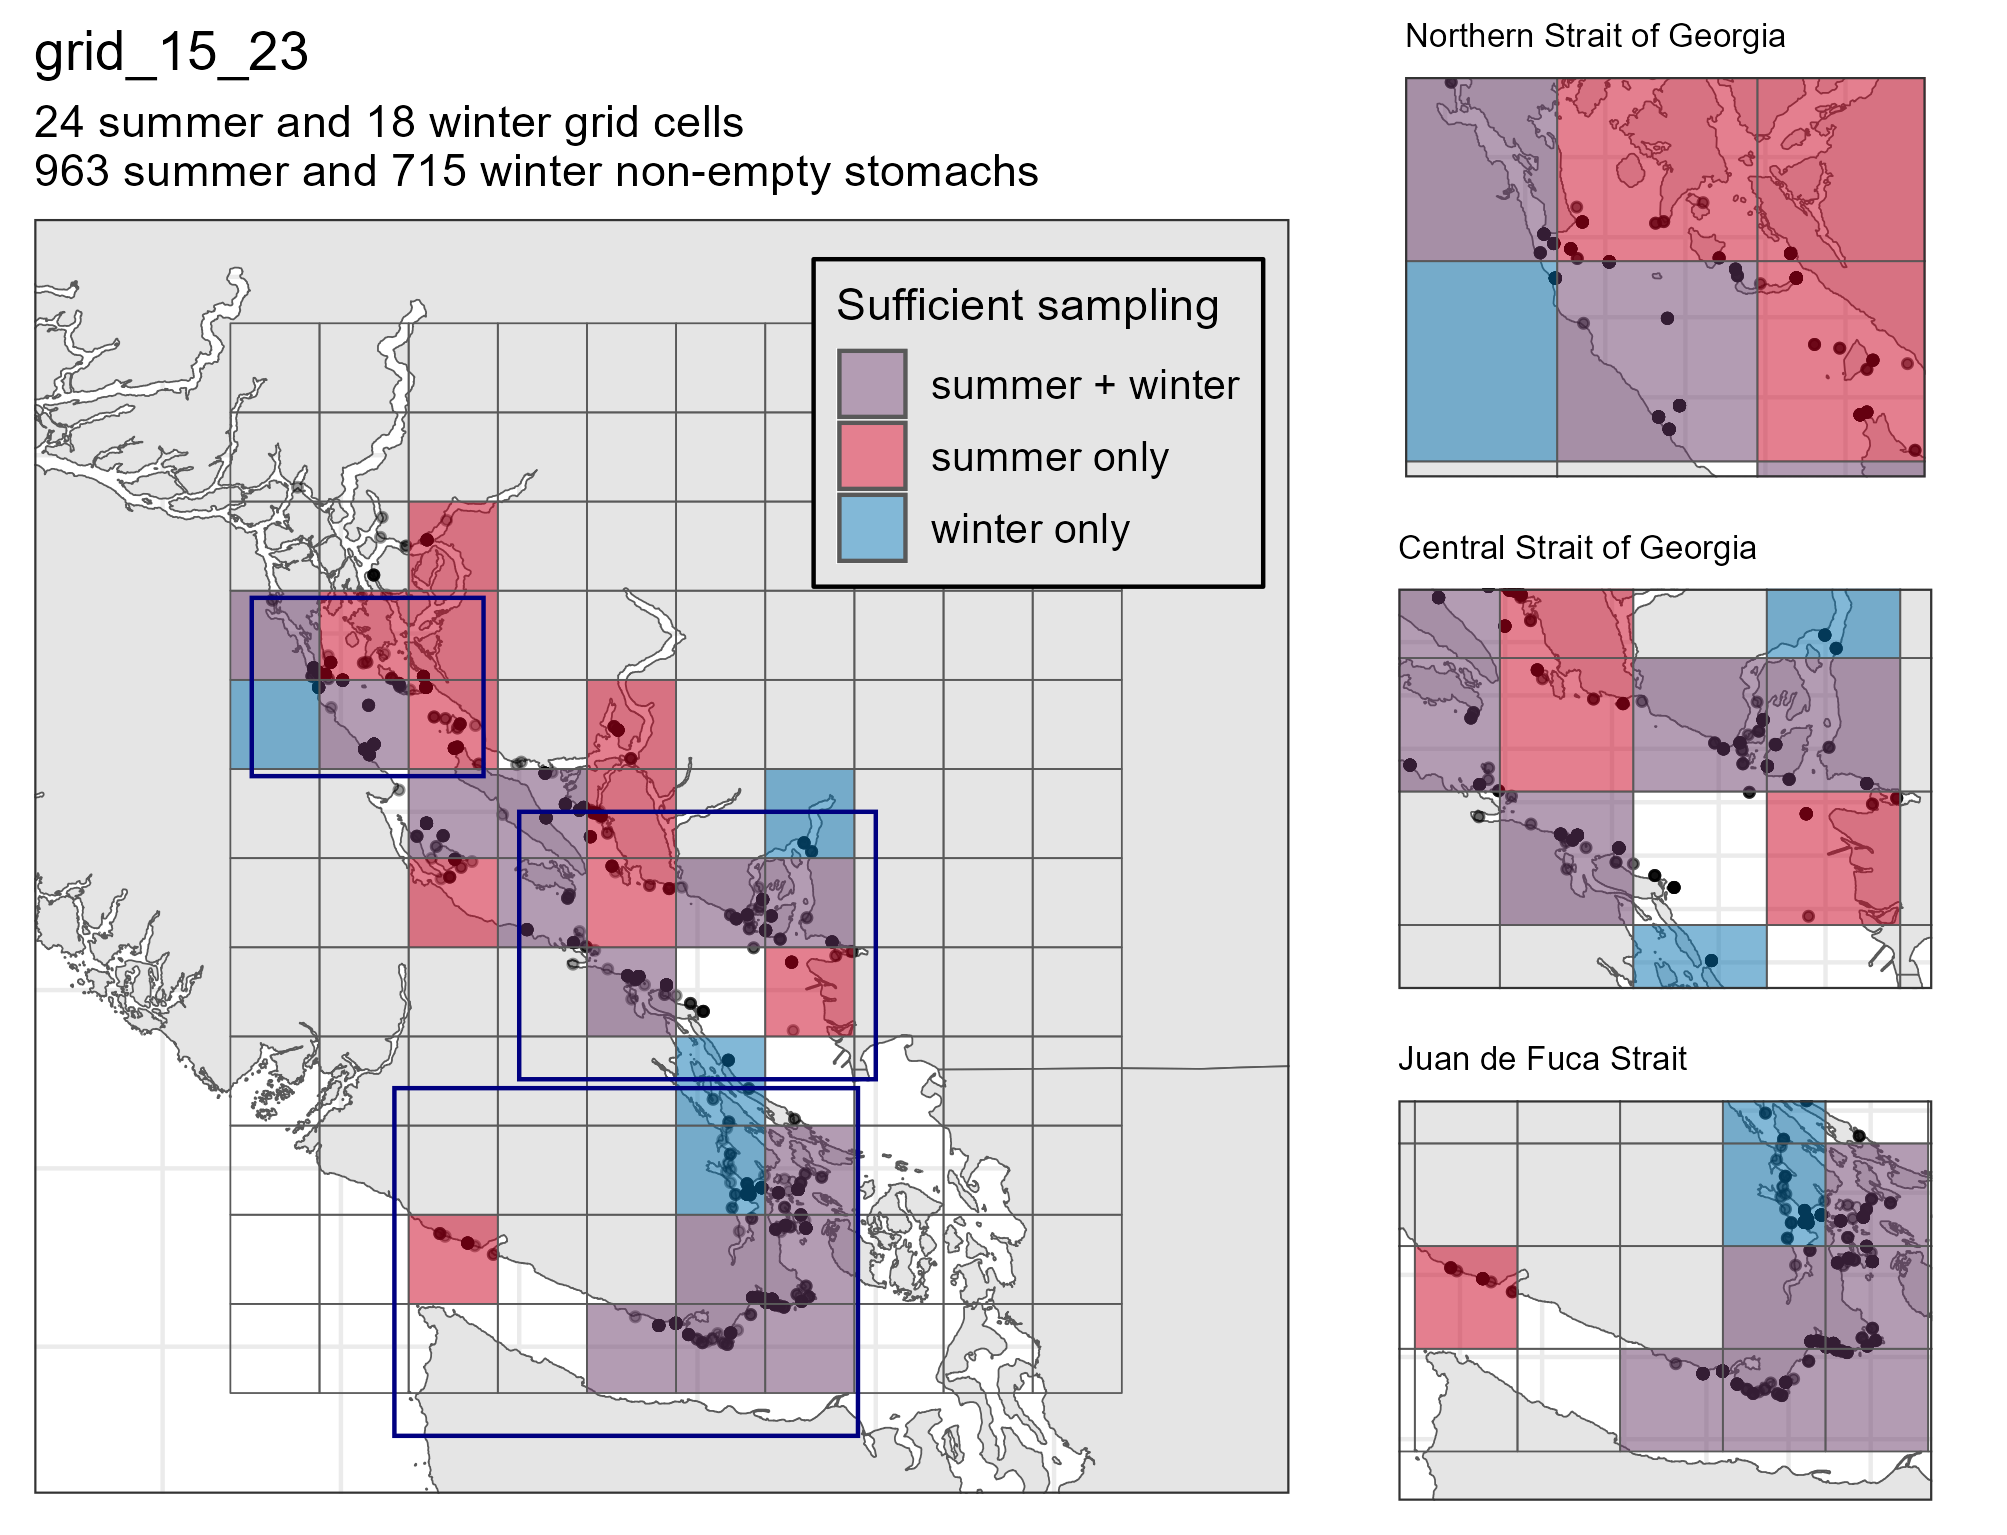 grid_15_23
24 summer and 18 winter grid cells
963 summer and 715 winter non-empty stomachs
Sufficient sampling
summer + winter
summer only
winter only
Northern Strait of Georgia
Central Strait of Georgia
Juan de Fuca Strait